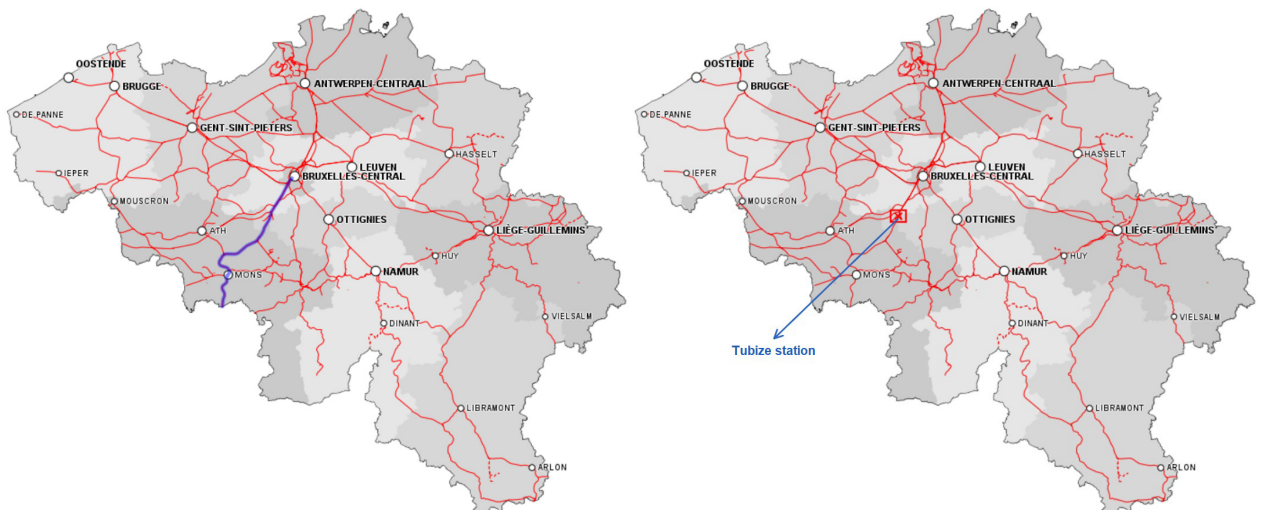 OOSTENDE
BRUGGE
ANTWERPEN-CENTRAAL
DE PANNE
GENT-SINT-PIETERS
HASSELT
LEUVEN
IEPER
BRUXELLES-CENTRAL
MOUSCRON
OTTIGNIES
ATH
LIÈGE-GUILLEMINS
HUY
MONS
NAMUR
VIELSALM
DINANT
LIBRAMONT
ARLON
OOSTENDE
BRUGGE
ANTWERPEN-CENTRAAL
DE PANNE
GENT-SINT-PIETERS
HASSELT
LEUVEN
IEPER
BRUXELLES-CENTRAL
MOUSCRON
OTTIGNIES
ATH
LIÈGE-GUILLEMINS
HUY
MONS
NAMUR
VIELSALM
DINANT
Tubize station
LIBRAMONT
ARLON